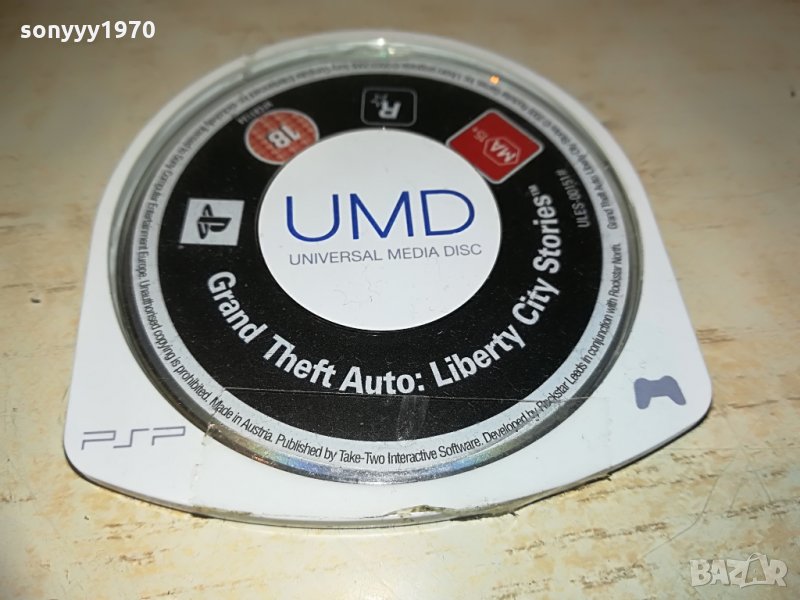 sonyyy1970
18
R
MA
15+
ULES-00151#
UMD
UNIVERSAL MEDIA DISC
Grand Theft Auto: Liberty City Stories™
PSP
Unauthorised copying is prohibited. Made in Austria. Published by Take-Two Interactive Software. Developed by Rockstar Leeds in conjunction with Rockstar North.
BAZAR